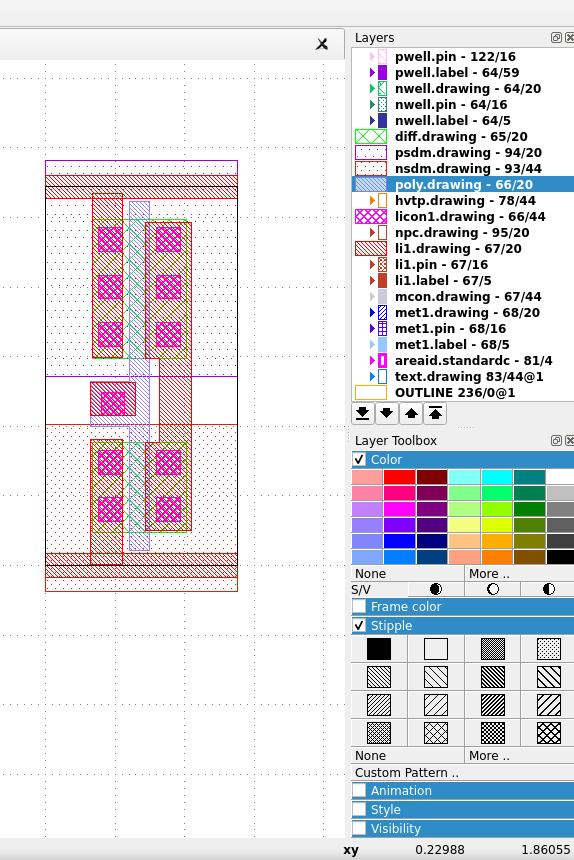 Layers
pwell.pin - 122/16
pwell.label - 64/59
nwell.drawing - 64/20
nwell.pin - 64/16
nwell.label - 64/5
diff.drawing - 65/20
psdm.drawing - 94/20
nsdm.drawing - 93/44
poly.drawing - 66/20
hvtp.drawing - 78/44
licon1.drawing - 66/44
npc.drawing - 95/20
li1.drawing - 67/20
li1.pin - 67/16
li1.label - 67/5
mcon.drawing - 67/44
met1.drawing - 68/20
met1.pin - 68/16
met1.label - 68/5
areaid.standardc - 81/4
text.drawing 83/44@1
OUTLINE 236/0@1
Layer Toolbox
Color
None More ..
S/V
Frame color
Stipple
None More ..
Custom Pattern ..
Animation
Style
Visibility
xy 0.22988 1.86055